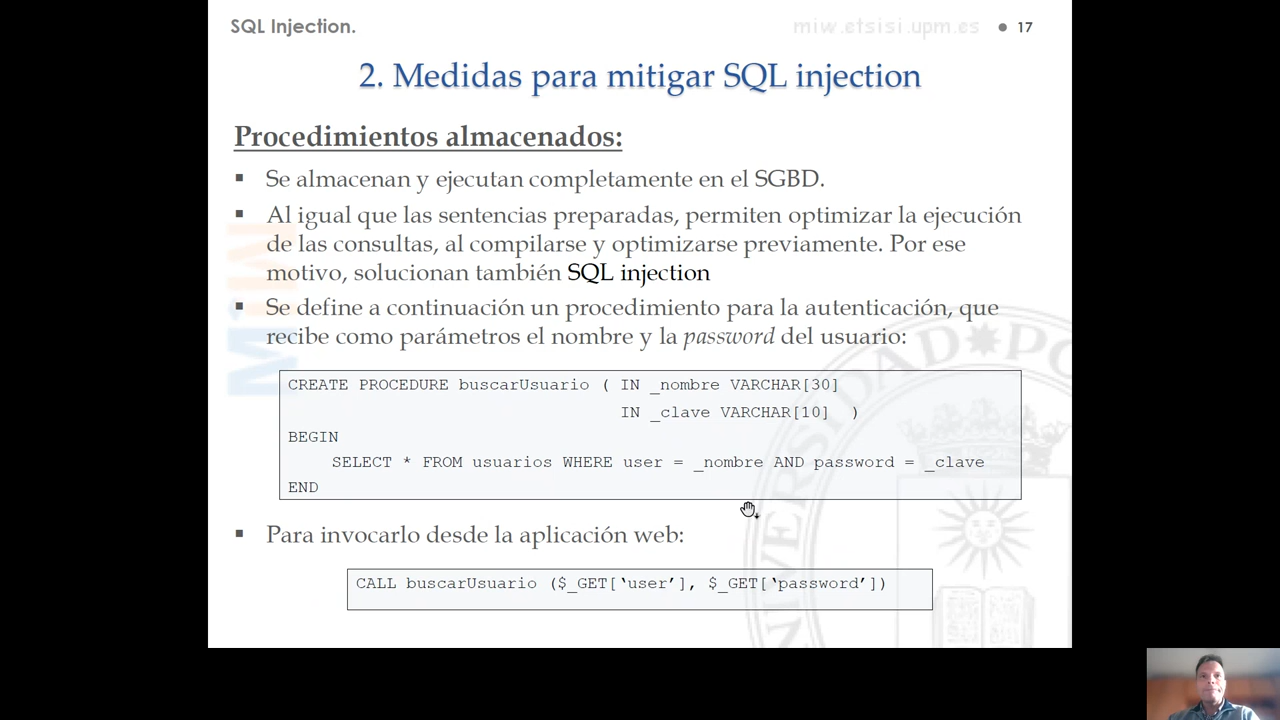 SQL Injection.
miw.etsisi.upm.es
17
2. Medidas para mitigar SQL injection
Procedimientos almacenados:
Se almacenan y ejecutan completamente en el SGBD.
Al igual que las sentencias preparadas, permiten optimizar la ejecución
de las consultas, al compilarse y optimizarse previamente. Por ese
motivo, solucionan también SQL injection
Se define a continuación un procedimiento para la autenticación, que
recibe como parámetros el nombre y la password del usuario:
CREATE PROCEDURE buscarUsuario ( IN _nombre VARCHAR[30]
IN _clave VARCHAR[10] )
BEGIN
SELECT * FROM usuarios WHERE user = _nombre AND password = _clave
END
Para invocarlo desde la aplicación web:
CALL buscarUsuario ($_GET[‘user’], $_GET[‘password’])
MiW